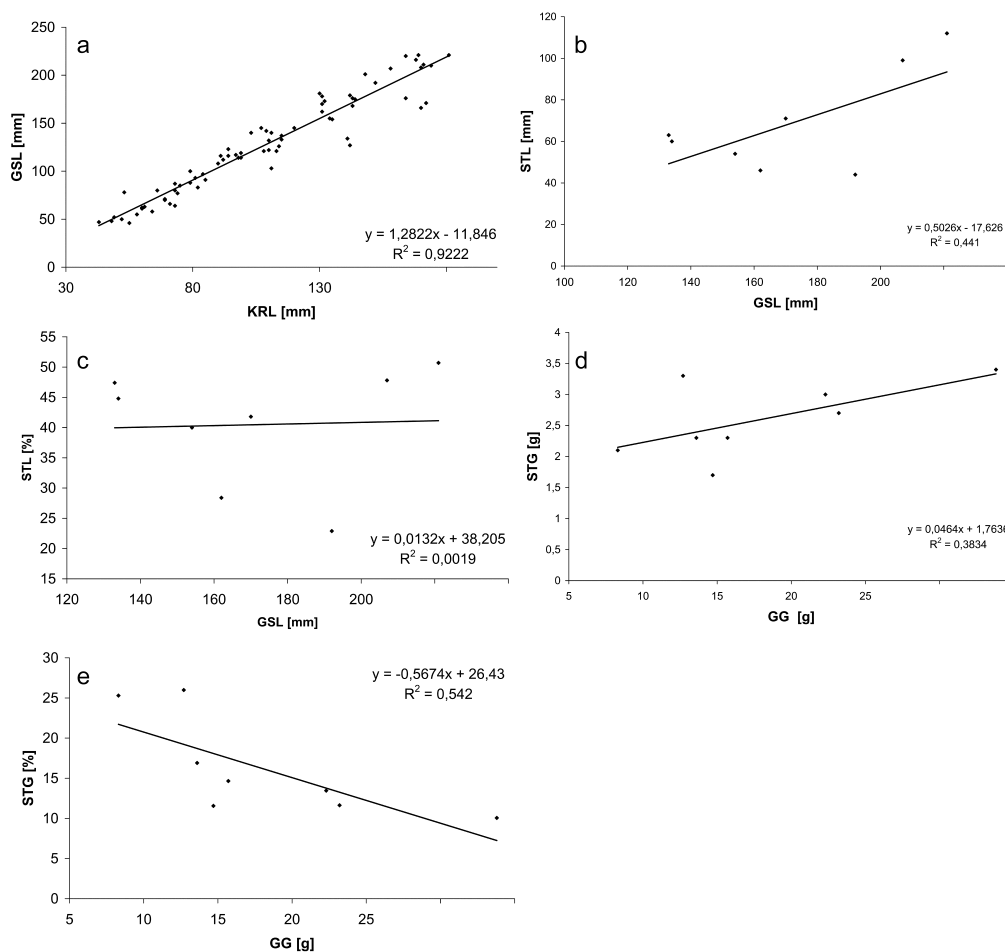 a
GSL [mm]
250
200
150
100
50
0
30
80
130
KRL [mm]
y = 1,2822x - 11,846
R² = 0,9222
b
STL [mm]
120
100
80
60
40
20
0
100
120
140
160
180
200
GSL [mm]
y = 0,5026x - 17,626
R² = 0,441
c
STL [%]
55
50
45
40
35
30
25
20
15
120
140
160
180
200
GSL [mm]
y = 0,0132x + 38,205
R² = 0,0019
d
STG [g]
4
3,5
3
2,5
2
1,5
1
0,5
0
5
10
15
20
25
GG [g]
y = 0,0464x + 1,7636
R² = 0,3834
e
STG [%]
30
25
20
15
10
5
0
5
10
15
20
25
GG [g]
y = -0,5674x + 26,43
R² = 0,542